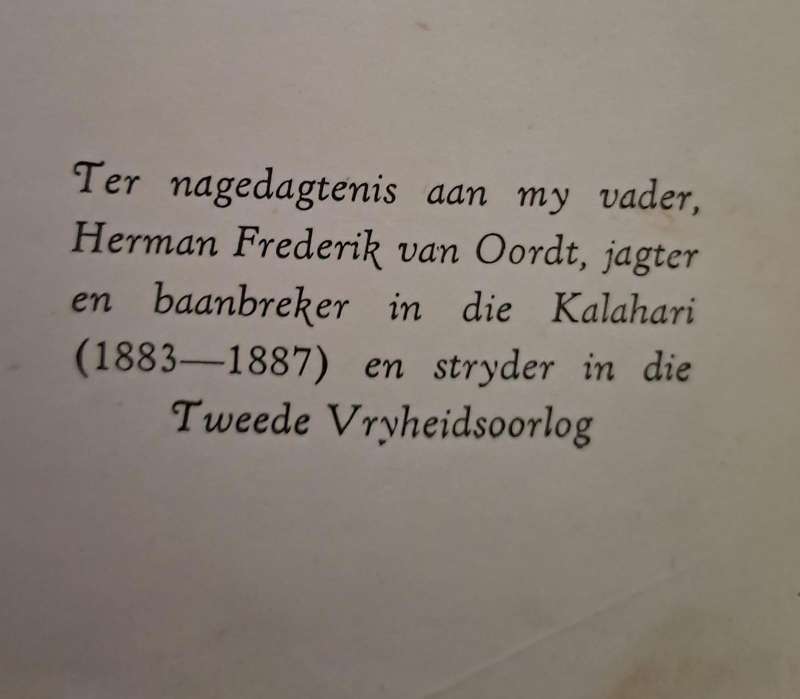 Ter nagedagtenis aan my vader,
Herman Frederik van Oordt, jagter
en baanbreker in die Kalahari
(1883—1887) en stryder in die
Tweede Vryheidsoorlog